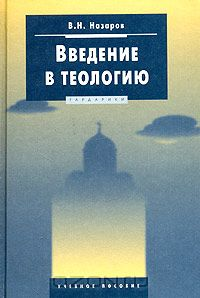 В.Н. Назаров
Введение
в теологию
ГАРДАРИКИ
УЧЕБНОЕ ПОСОБИЕ